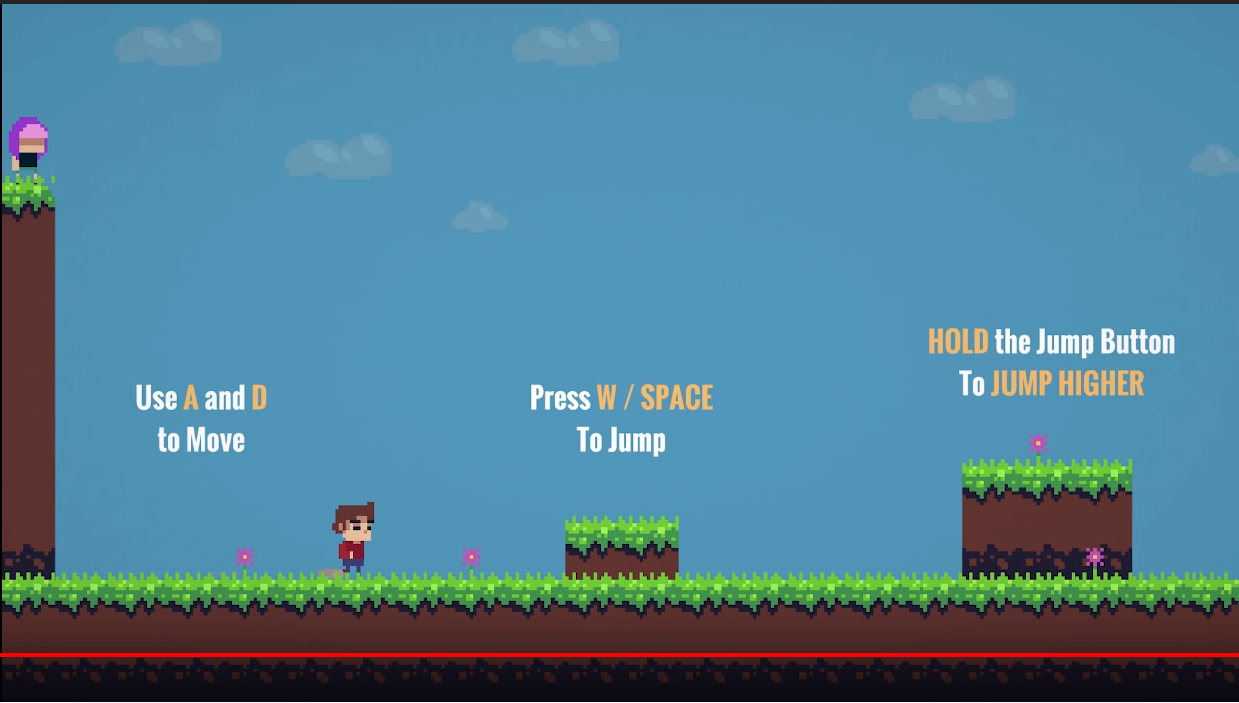 Use A and D
to Move
Press W / SPACE
To Jump
HOLD the Jump Button
To JUMP HIGHER